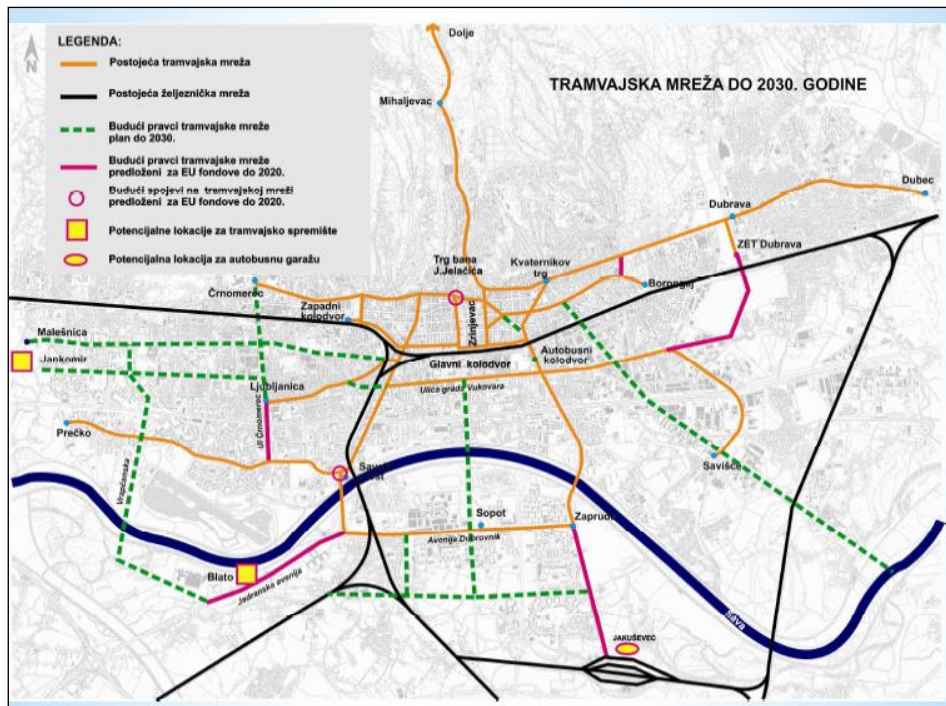 LEGENDA:
Postojeća tramvajska mreža
Postojeća željeznička mreža
Budući pravci tramvajske mreže
plan do 2030.
Budući pravci tramvajske mreže
predloženi za EU fondove do 2020.
Budući spojevi na tramvajskoj mreži
predloženi za EU fondove do 2020.
Potencijalne lokacije za tramvajsko spremište
Potencijalna lokacija za autobusnu garažu
N
TRAMVAJSKA MREŽA DO 2030. GODINE
Dolje
Mihaljevac
Dubec
Dubrava
ZET Dubrava
Trg bana
J.Jelačića
Kvaternikov
trg
Borongaj
Črnomerec
Zapadni
kolodvor
Zrinjevac
Malešnica
Jankomir
Glavni kolodvor
Autobusni
kolodvor
Ljubljanica
Ulica grada Vukovara
Ul Črnomerec
Prečko
Savišće
Vrapčanska
Sopot
Zaprude
Avenija Dubrovnik
Blato
Jadranska avenija
Sava
JAKUŠEVEC